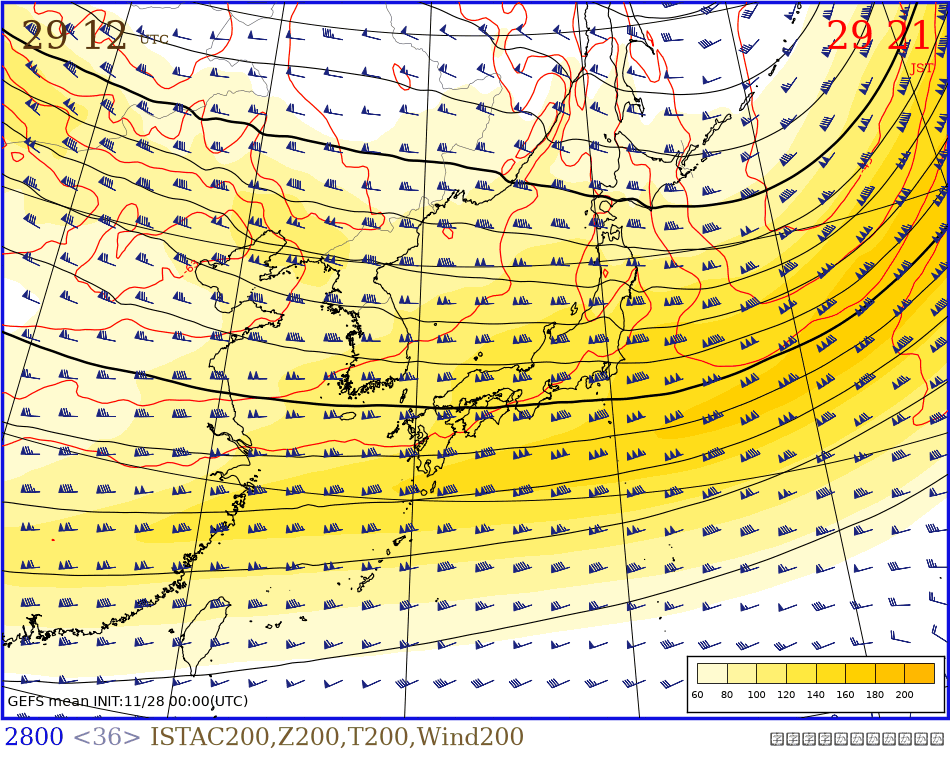 29 12 UTC
29 21
JST
-63
GEFS mean INIT:11/28 00:00(UTC)
60 80 100 120 140 160 180 200
2800 <36> ISTAC200,Z200,T200,Wind200